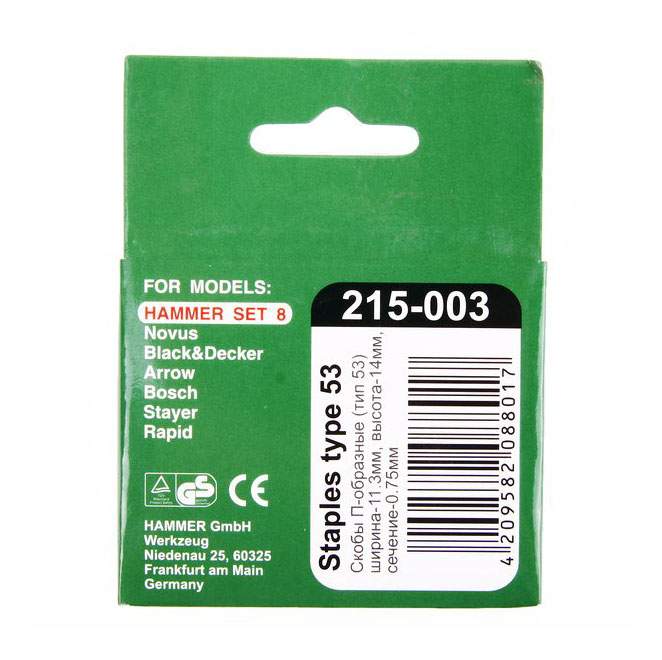 FOR MODELS:
HAMMER SET 8
Novus
Black&Decker
Arrow
Bosch
Stayer
Rapid
HAMMER GmbH
Werkzeug
Niedenau 25, 60325
Frankfurt am Main
Germany
215-003
Staples type 53
Скобы П-образные (тип 53)
ширина-11.3мм, высота-14мм,
сечение-0.75мм
4 209582 088017